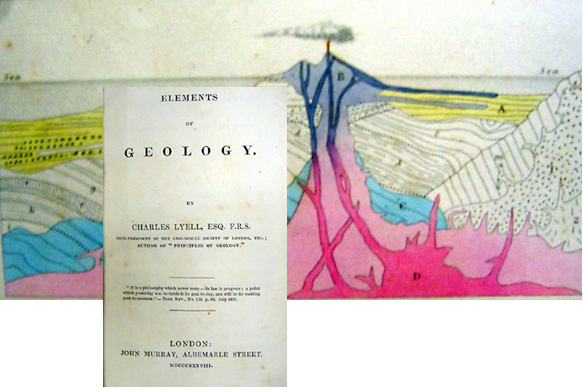 Sea
Sea
B
A
E
D
ELEMENTS
OF
GEOLOGY.
BY
CHARLES LYELL, ESQ. F.R.S.
VICE-PRESIDENT OF THE GEOLOGICAL SOCIETY OF LONDON, ETC.;
AUTHOR OF "PRINCIPLES OF GEOLOGY."
"It is a philosophy which never rests — its law is progress: a point
which yesterday was invisible is its goal to-day, and will be its starting
post to-morrow." — Edin. Rev., No. 132. p. 83. July 1837.
LONDON:
JOHN MURRAY, ALBEMARLE STREET.
MDCCCXXXVIII.